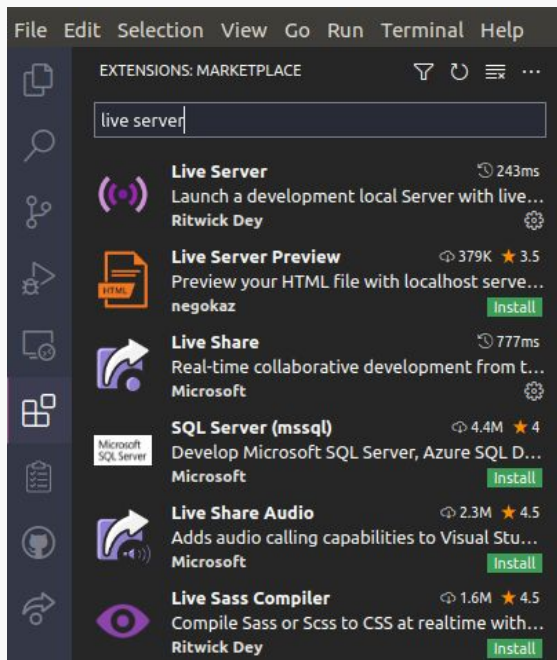 File Edit Selection View Go Run Terminal Help
EXTENSIONS: MARKETPLACE
live server
Live Server 243ms
Launch a development local Server with live...
Ritwick Dey
Live Server Preview 379K ★ 3.5
Preview your HTML file with localhost serve...
negokaz Install
HTML
Live Share 777ms
Real-time collaborative development from t...
Microsoft
SQL Server (mssql) 4.4M ★ 4
Microsoft
SQL Server
Develop Microsoft SQL Server, Azure SQL D...
Microsoft Install
Live Share Audio 2.3M ★ 4.5
Adds audio calling capabilities to Visual Stu...
Microsoft Install
Live Sass Compiler 1.6M ★ 4.5
Compile Sass or Scss to CSS at realtime with...
Ritwick Dey Install